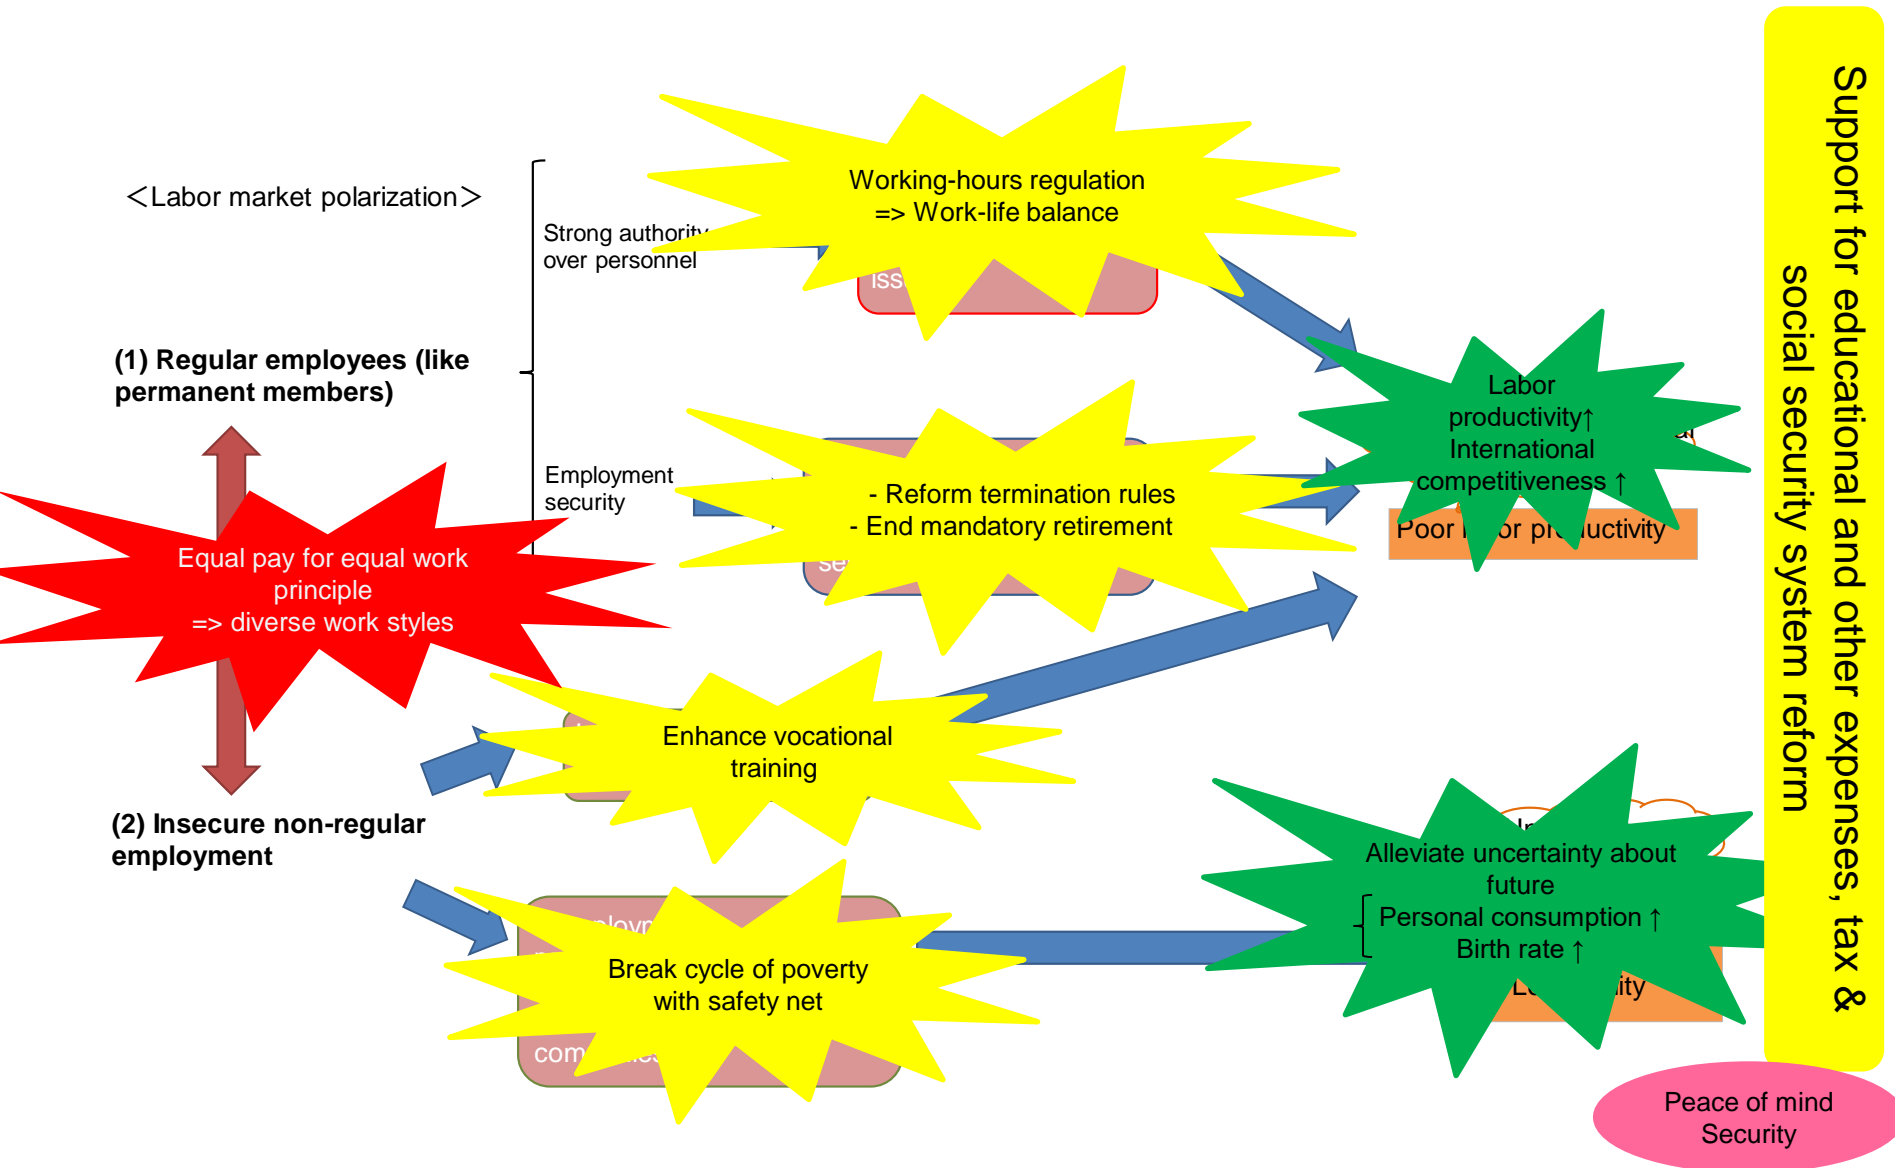 ＜Labor market polarization＞
Strong authority
over personnel
Working-hours regulation
=> Work-life balance
(1) Regular employees (like
permanent members)
Employment
security
- Reform termination rules
- End mandatory retirement
Labor
productivity↑
International
competitiveness ↑
Poor labor productivity
Equal pay for equal work
principle
=> diverse work styles
Enhance vocational
training
(2) Insecure non-regular
employment
Break cycle of poverty
with safety net
Alleviate uncertainty about
future
Personal consumption ↑
Birth rate ↑
Support for educational and other expenses, tax &
social security system reform
Peace of mind
Security